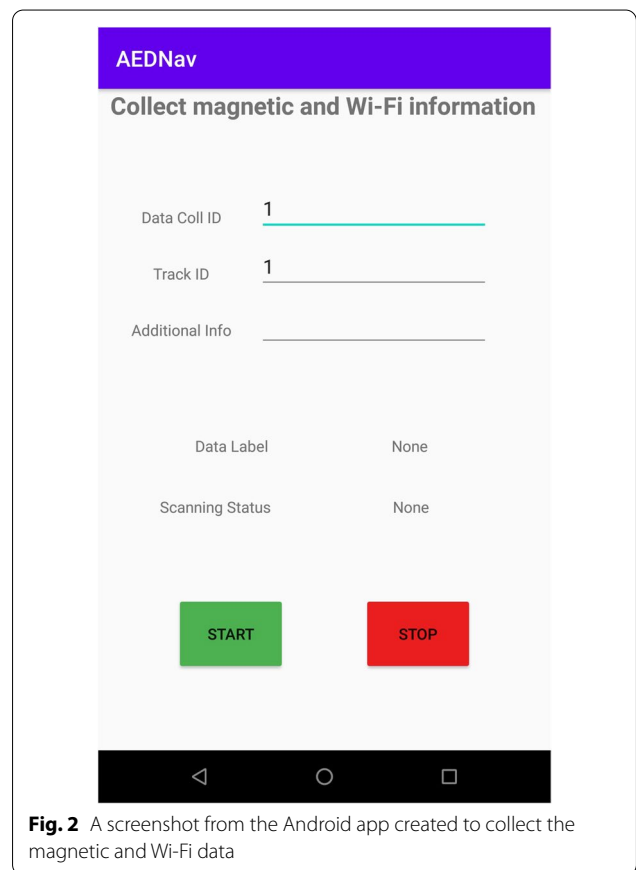 AEDNav
Collect magnetic and Wi-Fi information
Data Coll ID 1
Track ID 1
Additional Info
Data Label None
Scanning Status None
START STOP
Fig. 2 A screenshot from the Android app created to collect the
magnetic and Wi-Fi data